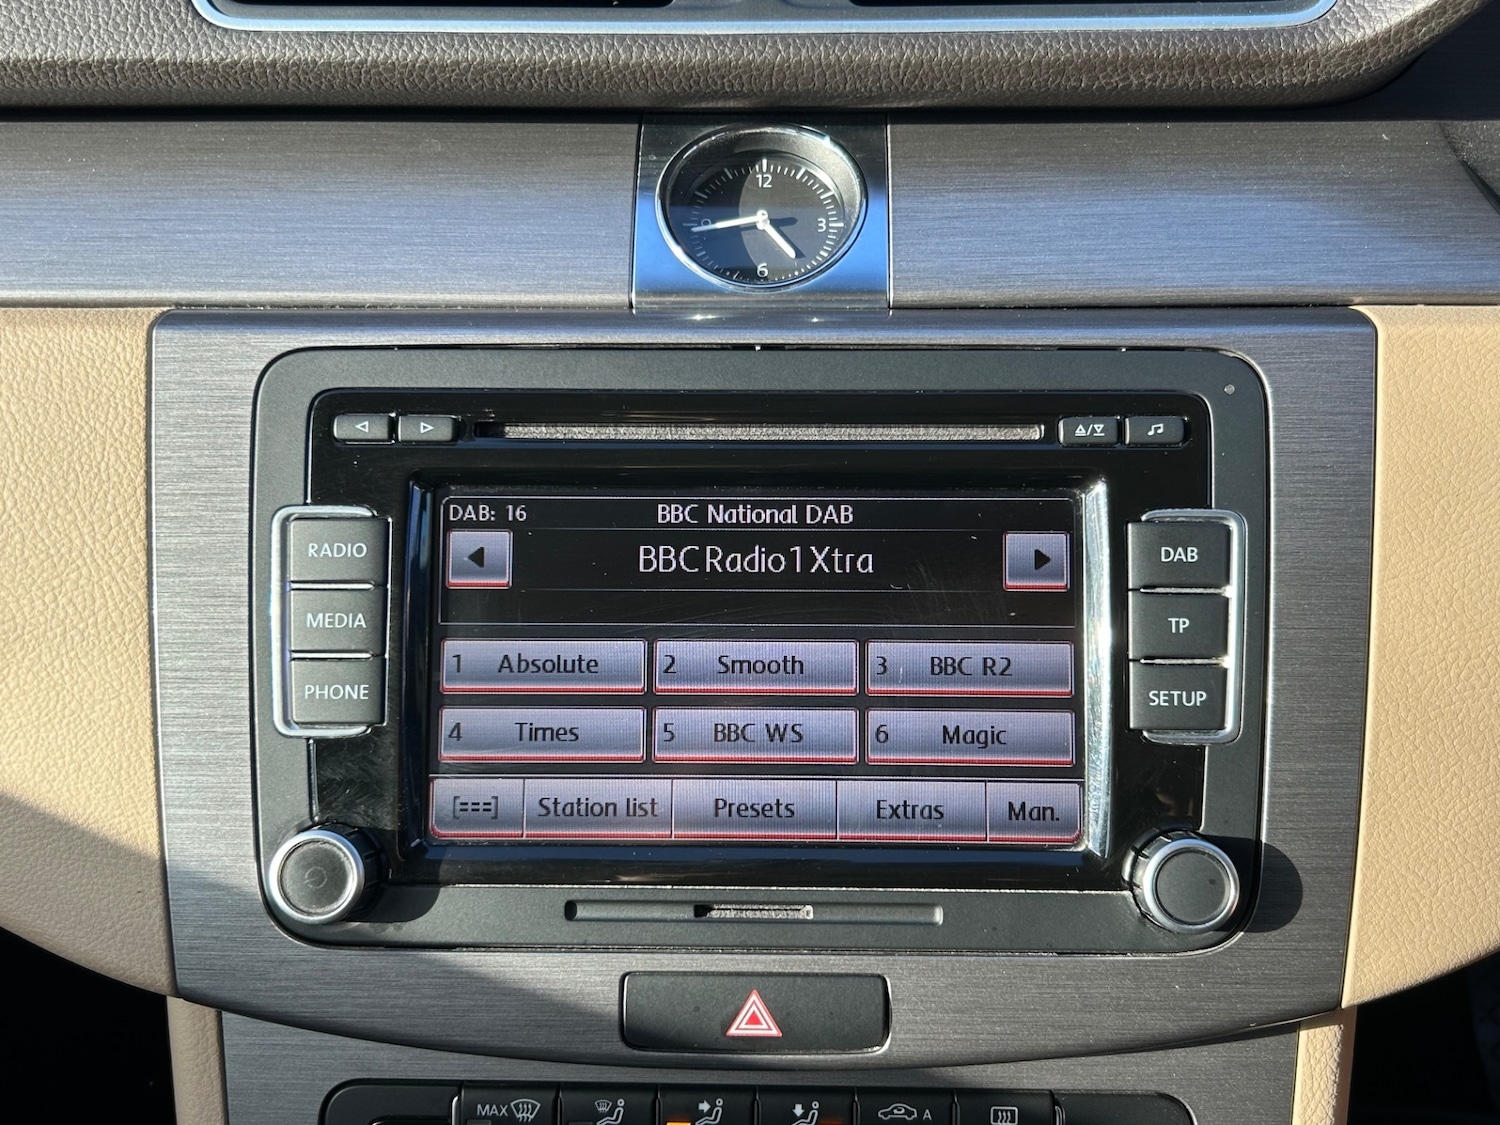 12
3
6
DAB: 16 BBC National DAB
BBC Radio 1 Xtra
RADIO
MEDIA
PHONE
DAB
TP
SETUP
1 Absolute 2 Smooth 3 BBC R2
4 Times 5 BBC WS 6 Magic
[===] Station list Presets Extras Man.
MAX
A